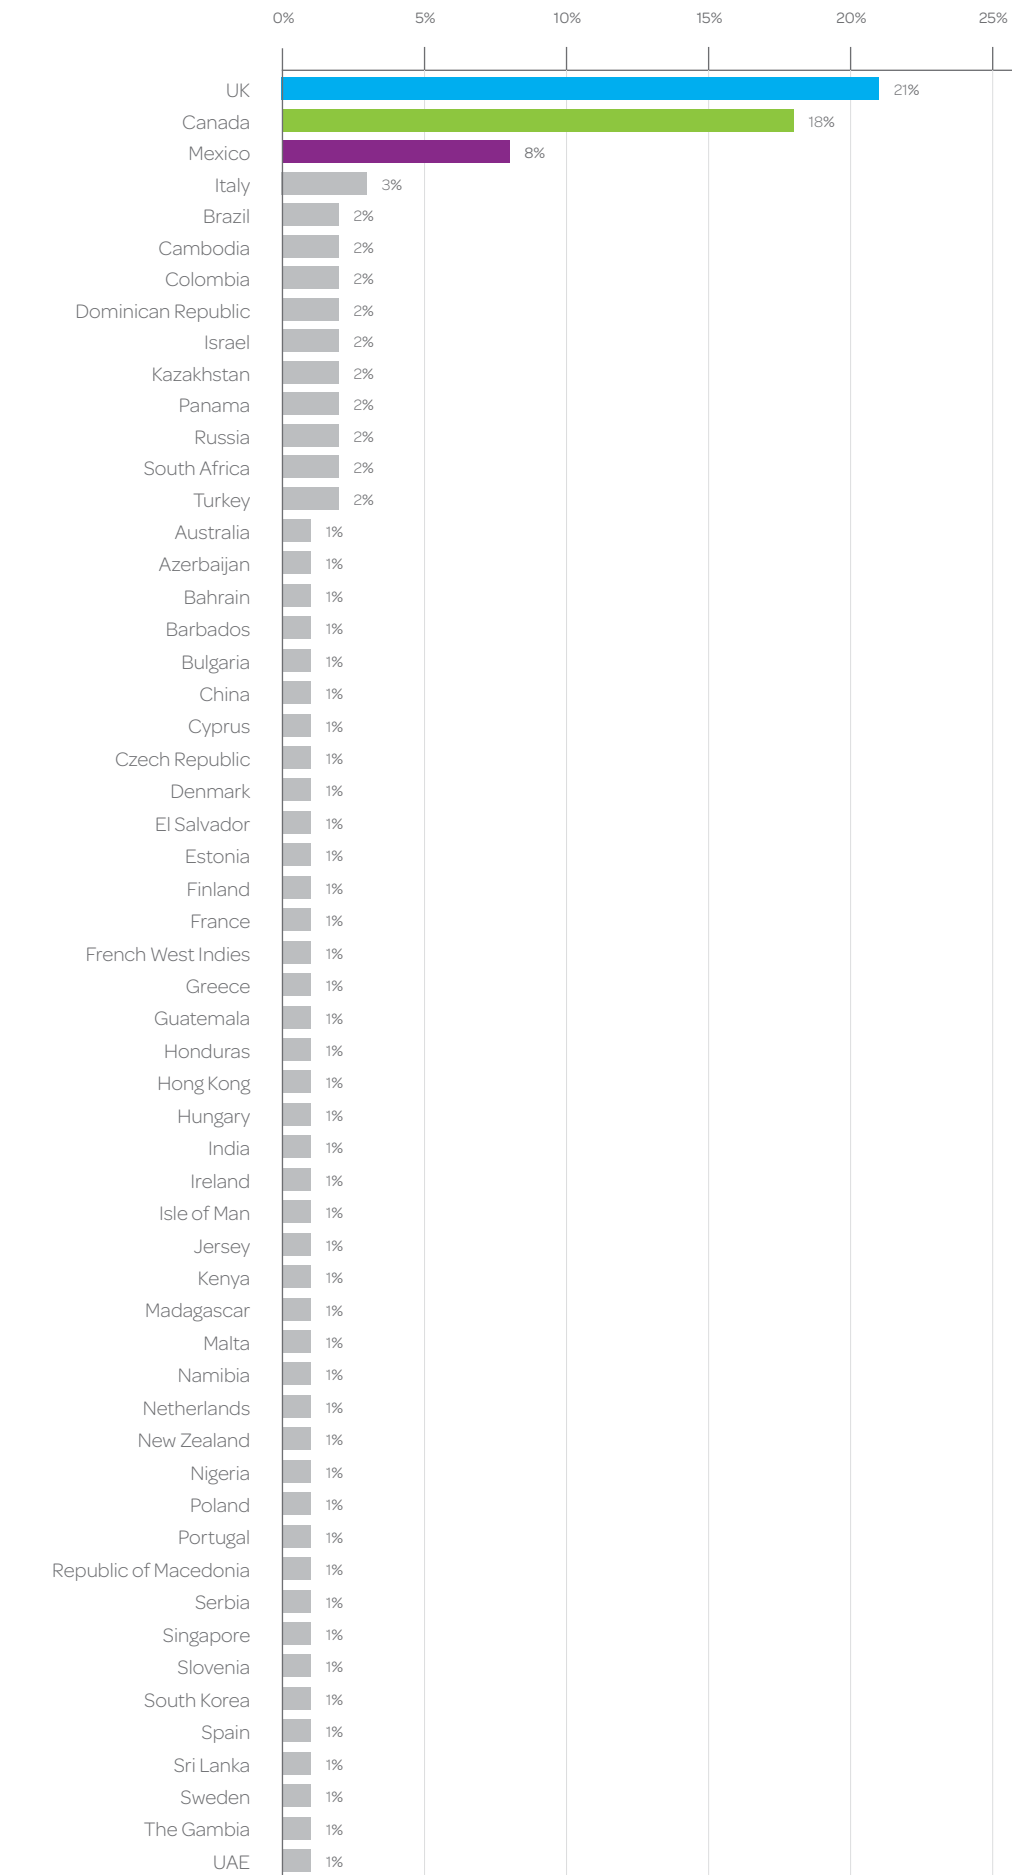 0% 5% 10% 15% 20% 25%
UK 21%
Canada 18%
Mexico 8%
Italy 3%
Brazil 2%
Cambodia 2%
Colombia 2%
Dominican Republic 2%
Israel 2%
Kazakhstan 2%
Panama 2%
Russia 2%
South Africa 2%
Turkey 2%
Australia 1%
Azerbaijan 1%
Bahrain 1%
Barbados 1%
Bulgaria 1%
China 1%
Cyprus 1%
Czech Republic 1%
Denmark 1%
El Salvador 1%
Estonia 1%
Finland 1%
France 1%
French West Indies 1%
Greece 1%
Guatemala 1%
Honduras 1%
Hong Kong 1%
Hungary 1%
India 1%
Ireland 1%
Isle of Man 1%
Jersey 1%
Kenya 1%
Madagascar 1%
Malta 1%
Namibia 1%
Netherlands 1%
New Zealand 1%
Nigeria 1%
Poland 1%
Portugal 1%
Republic of Macedonia 1%
Serbia 1%
Singapore 1%
Slovenia 1%
South Korea 1%
Spain 1%
Sri Lanka 1%
Sweden 1%
The Gambia 1%
UAE 1%